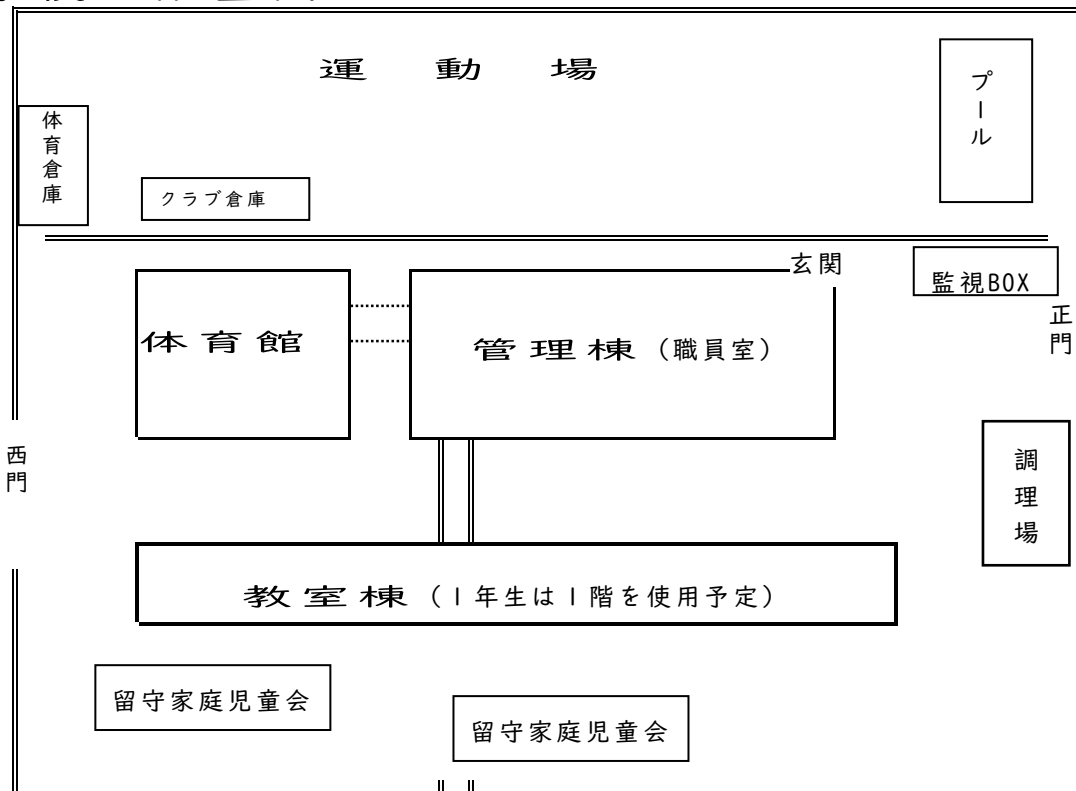 運動場
プール
体育倉庫
クラブ倉庫
玄関
監視BOX
正門
体育館
管理棟（職員室）
西門
調理場
教室棟（１年生は１階を使用予定）
留守家庭児童会
留守家庭児童会